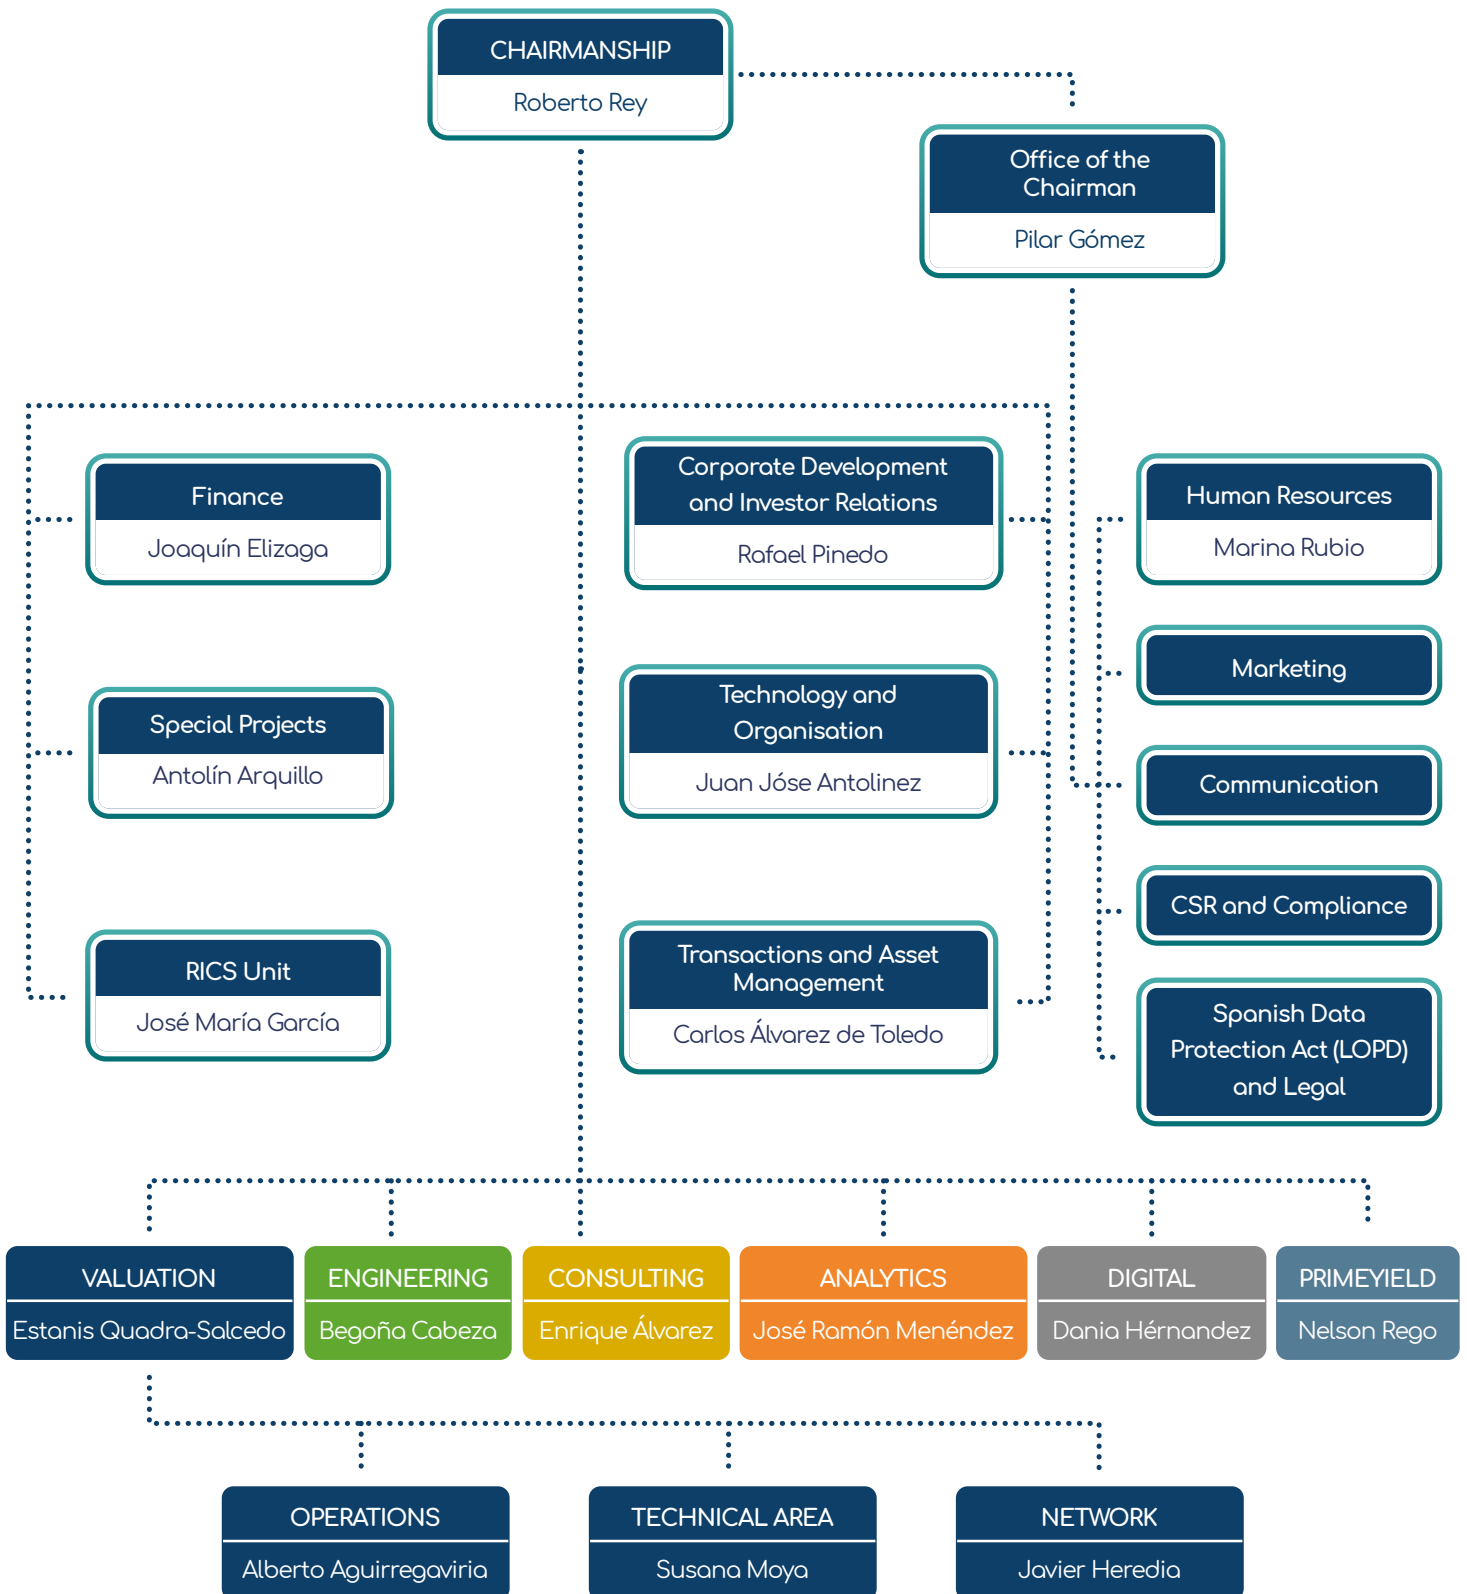 CHAIRMANSHIP
Roberto Rey
Office of the
Chairman
Pilar Gómez
Finance
Joaquín Elizaga
Corporate Development
and Investor Relations
Rafael Pinedo
Human Resources
Marina Rubio
Marketing
Special Projects
Antolín Arquillo
Technology and
Organisation
Juan Jóse Antolinez
Communication
CSR and Compliance
RICS Unit
José María García
Transactions and Asset
Management
Carlos Álvarez de Toledo
Spanish Data
Protection Act (LOPD)
and Legal
VALUATION
Estanis Quadra-Salcedo
ENGINEERING
Begoña Cabeza
CONSULTING
Enrique Álvarez
ANALYTICS
José Ramón Menéndez
DIGITAL
Dania Hérnandez
PRIMEYIELD
Nelson Rego
OPERATIONS
Alberto Aguirregaviria
TECHNICAL AREA
Susana Moya
NETWORK
Javier Heredia